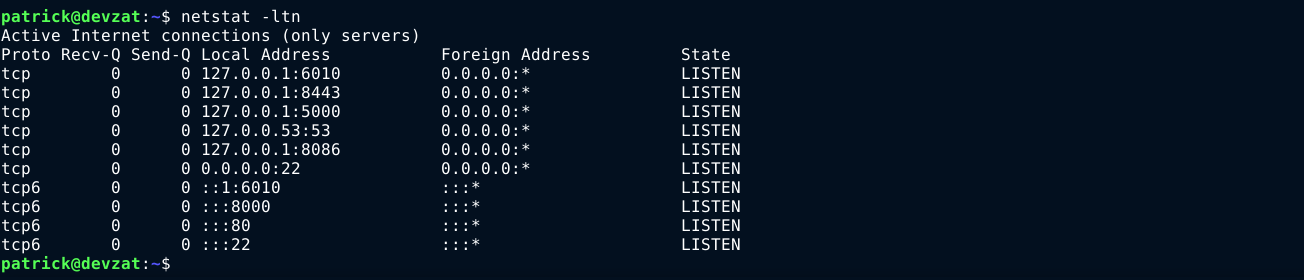 patrick@devzat:~$ netstat -ltn
Active Internet connections (only servers)
Proto Recv-Q Send-Q Local Address           Foreign Address         State
tcp        0      0 127.0.0.1:6010          0.0.0.0:*               LISTEN
tcp        0      0 127.0.0.1:8443          0.0.0.0:*               LISTEN
tcp        0      0 127.0.0.1:5000          0.0.0.0:*               LISTEN
tcp        0      0 127.0.0.53:53           0.0.0.0:*               LISTEN
tcp        0      0 127.0.0.1:8086          0.0.0.0:*               LISTEN
tcp        0      0 0.0.0.0:22              0.0.0.0:*               LISTEN
tcp6       0      0 ::1:6010                :::*                    LISTEN
tcp6       0      0 :::8000                 :::*                    LISTEN
tcp6       0      0 :::80                   :::*                    LISTEN
tcp6       0      0 :::22                   :::*                    LISTEN
patrick@devzat:~$